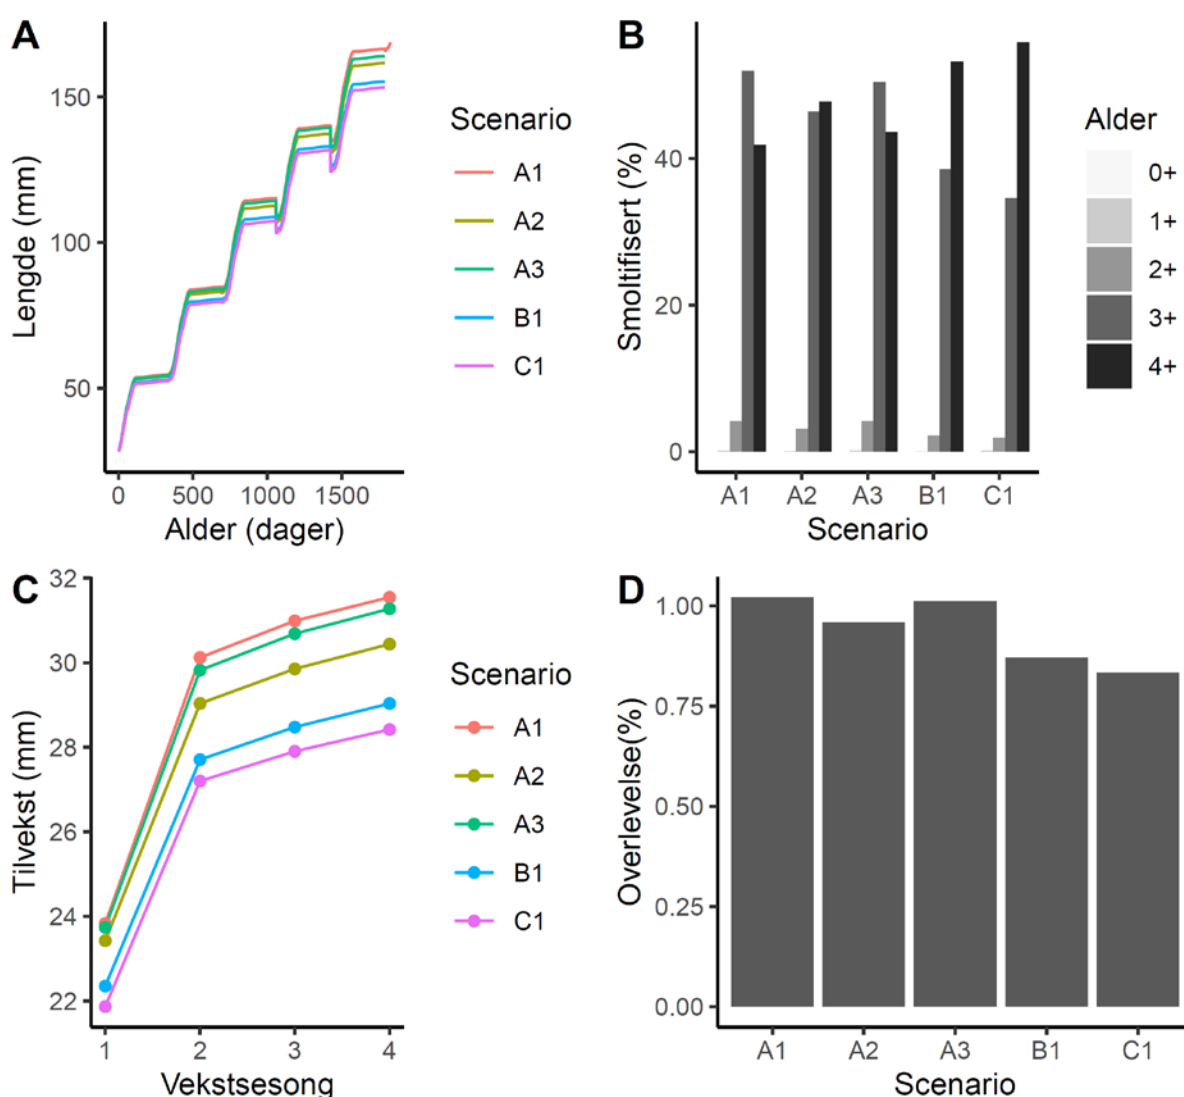 A
Lengde (mm)
150
100
50
0
500
1000
1500
Alder (dager)
Scenario
A1
A2
A3
B1
C1
B
Smoltifisert (%)
40
20
0
A1
A2
A3
B1
C1
Scenario
Alder
0+
1+
2+
3+
4+
C
Tilvekst (mm)
32
30
28
26
24
22
1
2
3
4
Vekstsesong
Scenario
A1
A2
A3
B1
C1
D
Overlevelse(%)
1.00
0.75
0.50
0.25
0.00
A1
A2
A3
B1
C1
Scenario